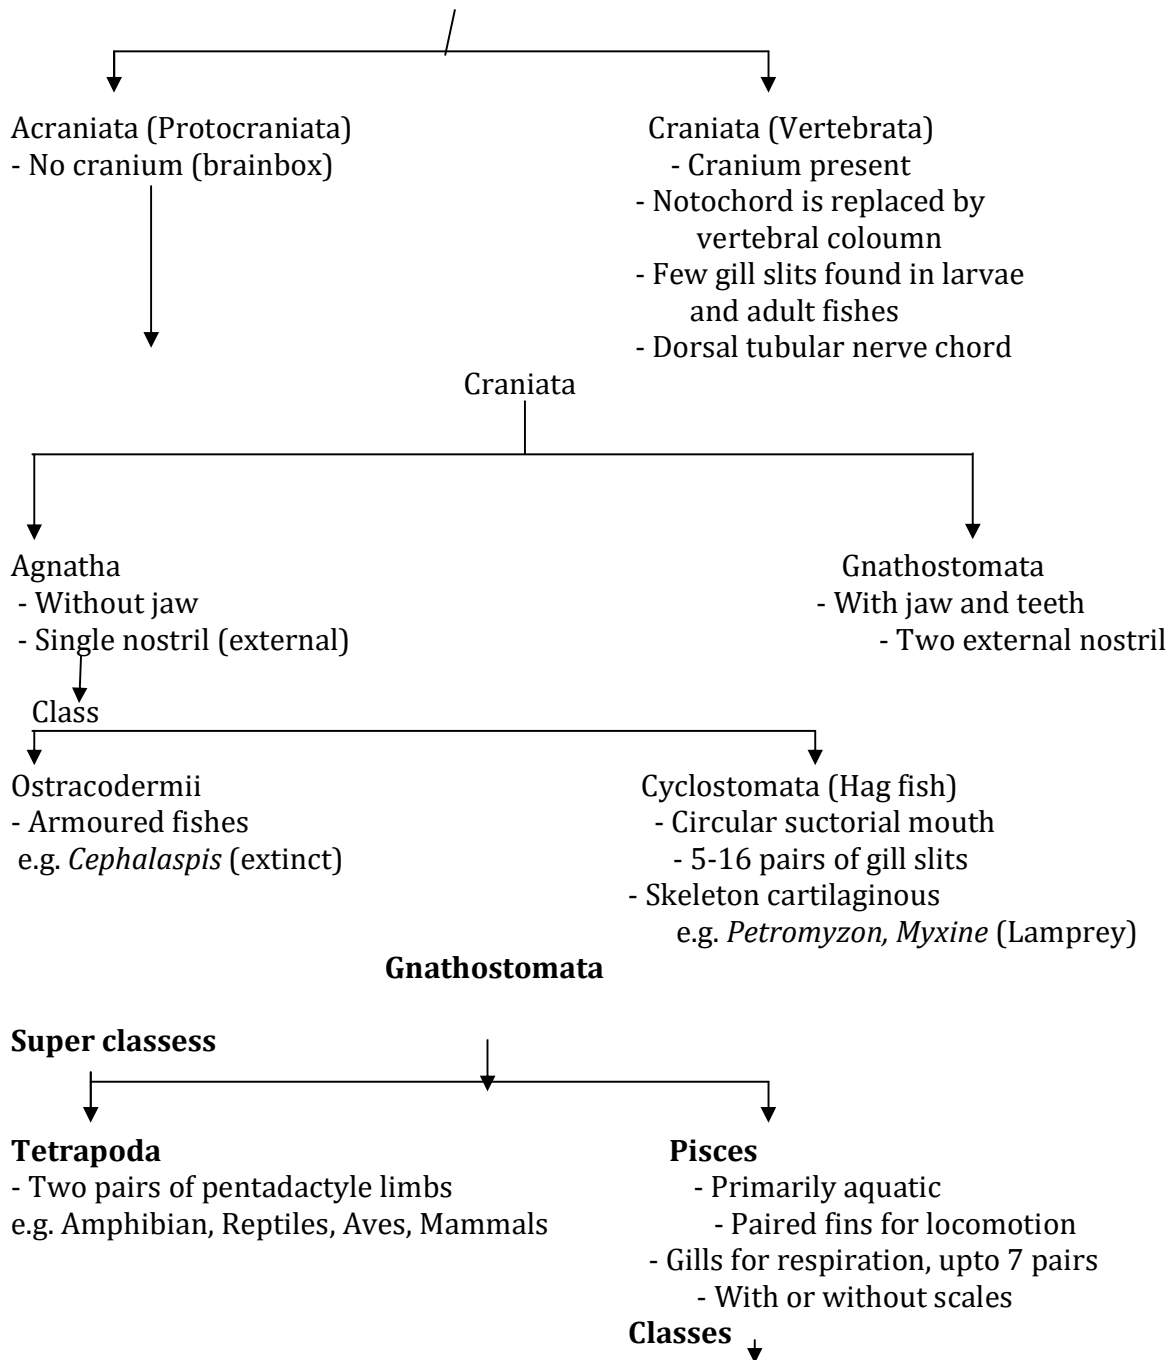 Acraniata (Protocraniata)
- No cranium (brainbox)
Craniata (Vertebrata)
- Cranium present
- Notochord is replaced by
vertebral coloumn
- Few gill slits found in larvae
and adult fishes
- Dorsal tubular nerve chord
Craniata
Agnatha
- Without jaw
- Single nostril (external)
Gnathostomata
- With jaw and teeth
- Two external nostril
Class
Ostracodermii
- Armoured fishes
e.g. Cephalaspis (extinct)
Cyclostomata (Hag fish)
- Circular suctorial mouth
- 5-16 pairs of gill slits
- Skeleton cartilaginous
e.g. Petromyzon, Myxine (Lamprey)
Gnathostomata
Super classess
Tetrapoda
- Two pairs of pentadactyle limbs
e.g. Amphibian, Reptiles, Aves, Mammals
Pisces
- Primarily aquatic
- Paired fins for locomotion
- Gills for respiration, upto 7 pairs
- With or without scales
Classes